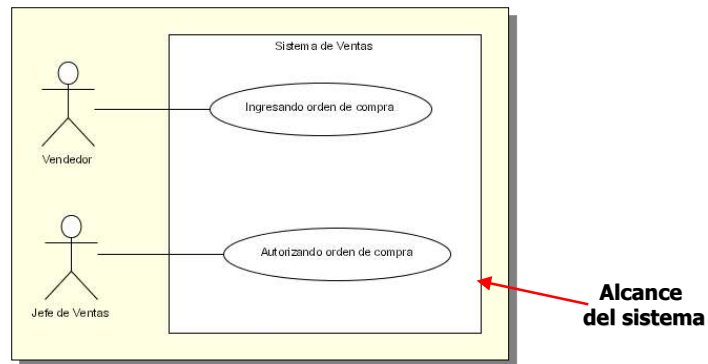 Sistema de Ventas
Ingresando orden de compra
Vendedor
Autorizando orden de compra
Jefe de Ventas
Alcance
del sistema